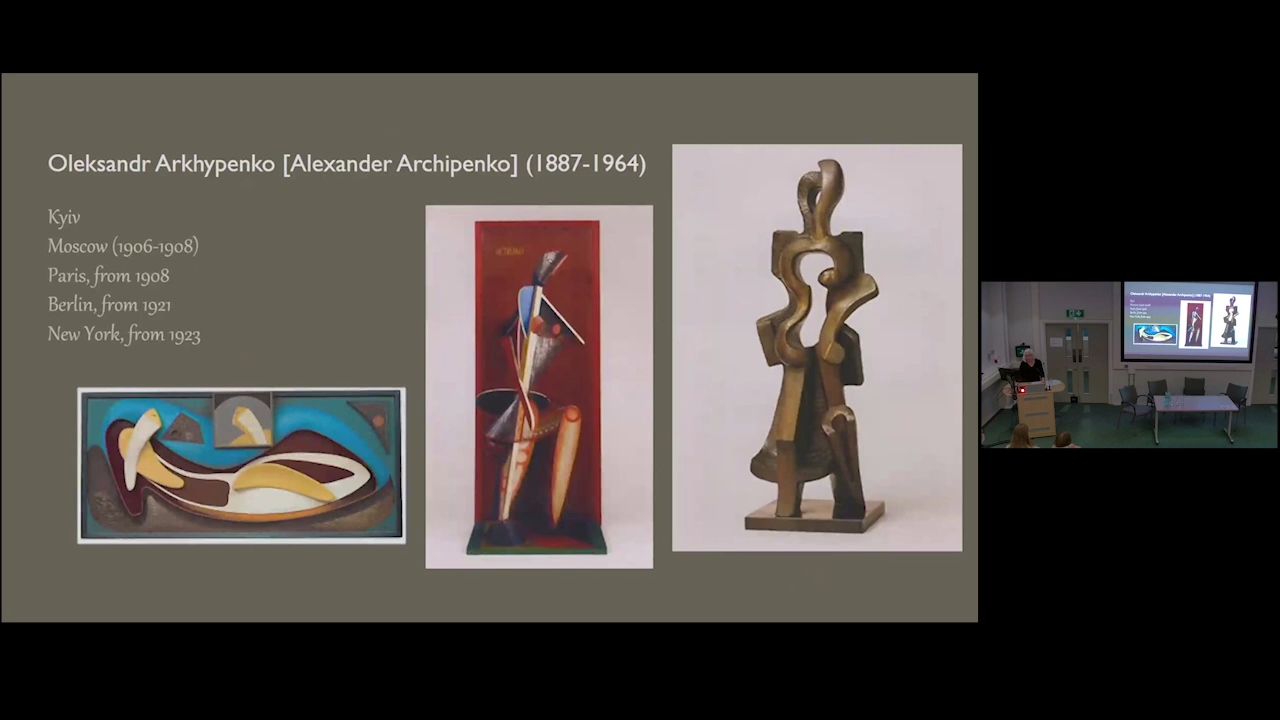 Oleksandr Arkhypenko [Alexander Archipenko] (1887-1964)
Kyiv
Moscow (1906-1908)
Paris, from 1908
Berlin, from 1921
New York, from 1923